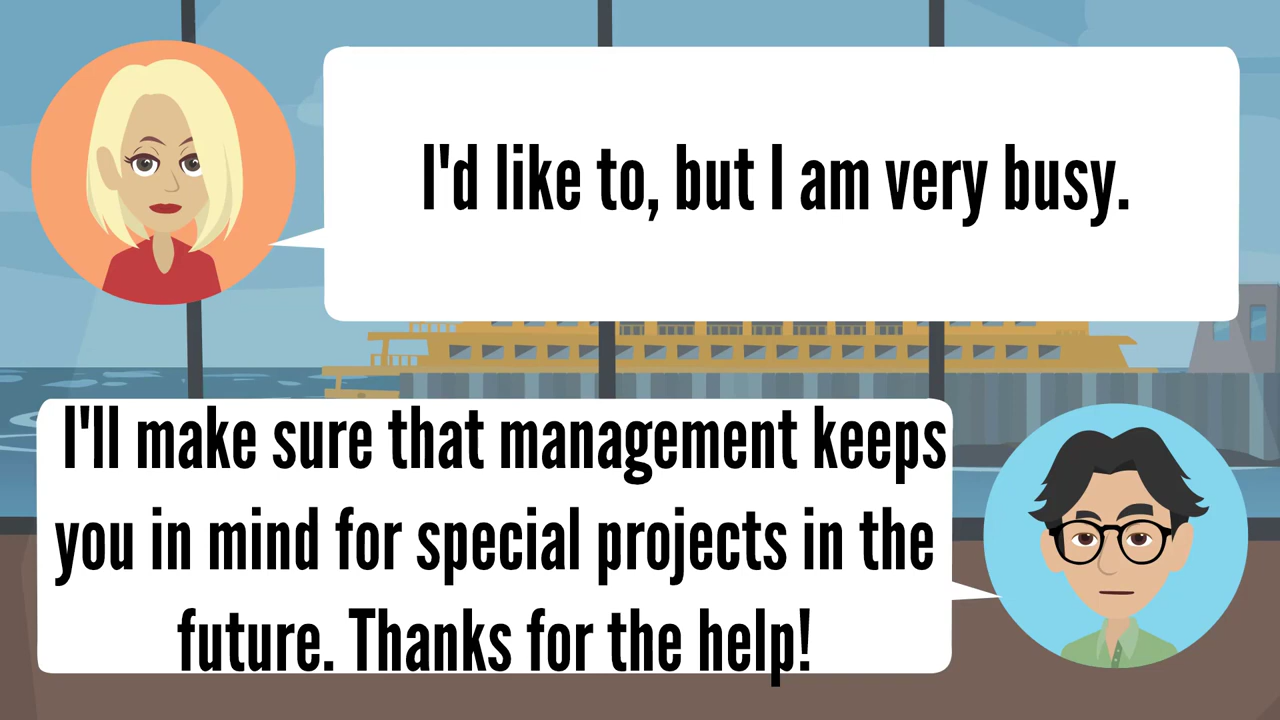 I'd like to, but I am very busy.
I'll make sure that management keeps
you in mind for special projects in the
future. Thanks for the help!